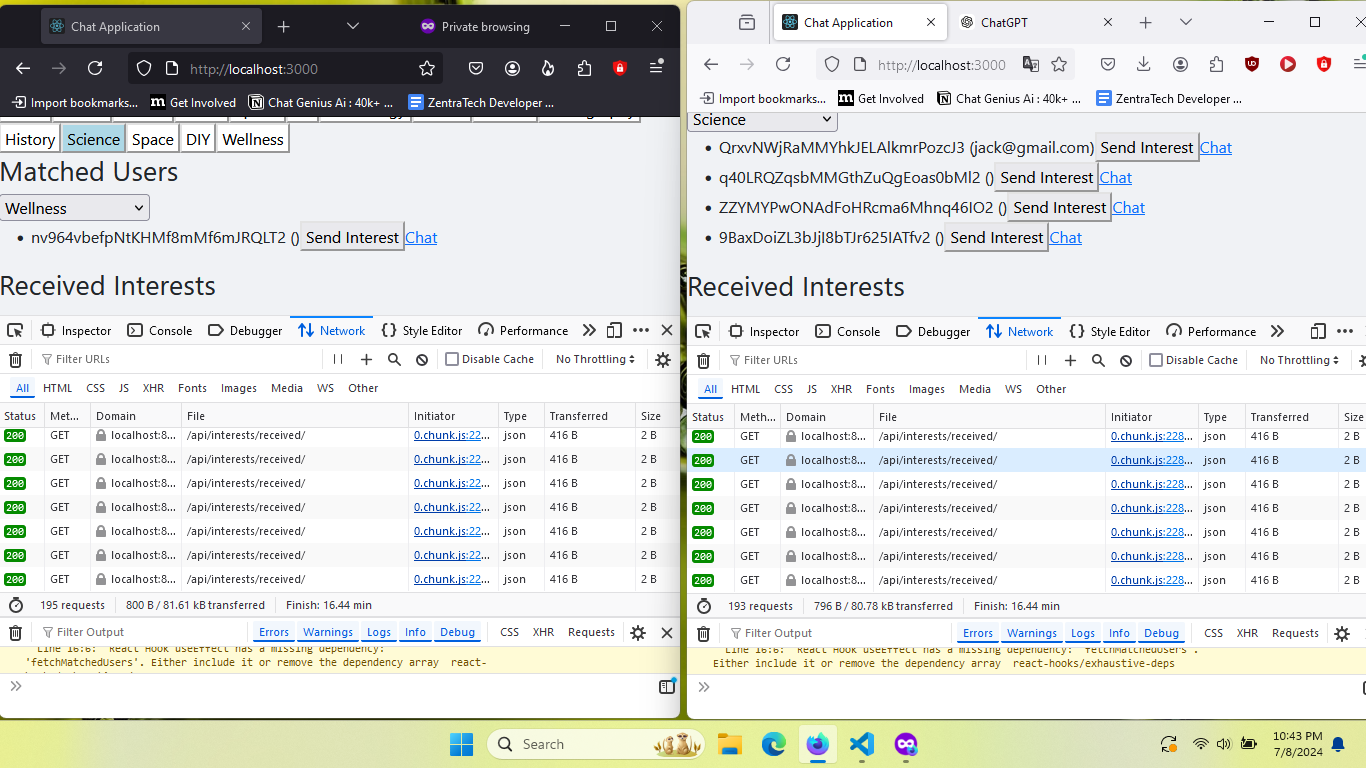 Chat Application
Private browsing
http://localhost:3000
Import bookmarks...
Get Involved
Chat Genius Ai : 40k+ ...
ZentraTech Developer ...
History
Science
Space
DIY
Wellness
Matched Users
Wellness
nv964vbefpNtKHMf8mMf6mJRQLT2 () Send Interest Chat
Received Interests
Inspector
Console
Debugger
Network
Style Editor
Performance
Filter URLs
Disable Cache
No Throttling
All HTML CSS JS XHR Fonts Images Media WS Other
Status Met... Domain File Initiator Type Transferred Size
200 GET localhost:8... /api/interests/received/ 0.chunk.js:22... json 416 B 2 B
200 GET localhost:8... /api/interests/received/ 0.chunk.js:22... json 416 B 2 B
200 GET localhost:8... /api/interests/received/ 0.chunk.js:22... json 416 B 2 B
200 GET localhost:8... /api/interests/received/ 0.chunk.js:22... json 416 B 2 B
200 GET localhost:8... /api/interests/received/ 0.chunk.js:22... json 416 B 2 B
200 GET localhost:8... /api/interests/received/ 0.chunk.js:22... json 416 B 2 B
200 GET localhost:8... /api/interests/received/ 0.chunk.js:22... json 416 B 2 B
195 requests 800 B / 81.61 kB transferred Finish: 16.44 min
Filter Output
Errors Warnings Logs Info Debug CSS XHR Requests
Line 16:6: React Hook useEffect has a missing dependency:
'fetchMatchedUsers'. Either include it or remove the dependency array react-
Chat Application
ChatGPT
http://localhost:3000
Import bookmarks...
Get Involved
Chat Genius Ai : 40k+ ...
ZentraTech Developer ...
Science
QrxvNWjRaMMYhkJELAlkmrPozcJ3 (jack@gmail.com) Send Interest Chat
q40LRQZqsbMMGthZuQgEoas0bMl2 () Send Interest Chat
ZZYMYPwONAdFoHRcma6Mhnq46IO2 () Send Interest Chat
9BaxDoiZL3bJjI8bTJr625IATfv2 () Send Interest Chat
Received Interests
Inspector
Console
Debugger
Network
Style Editor
Performance
Filter URLs
Disable Cache
No Throttling
All HTML CSS JS XHR Fonts Images Media WS Other
Status Meth... Domain File Initiator Type Transferred Size
200 GET localhost:8... /api/interests/received/ 0.chunk.js:228... json 416 B 2 B
200 GET localhost:8... /api/interests/received/ 0.chunk.js:228... json 416 B 2 B
200 GET localhost:8... /api/interests/received/ 0.chunk.js:228... json 416 B 2 B
200 GET localhost:8... /api/interests/received/ 0.chunk.js:228... json 416 B 2 B
200 GET localhost:8... /api/interests/received/ 0.chunk.js:228... json 416 B 2 B
200 GET localhost:8... /api/interests/received/ 0.chunk.js:228... json 416 B 2 B
200 GET localhost:8... /api/interests/received/ 0.chunk.js:228... json 416 B 2 B
193 requests 796 B / 80.78 kB transferred Finish: 16.44 min
Filter Output
Errors Warnings Logs Info Debug CSS XHR Requests
Line 16:6: React Hook useEffect has a missing dependency: 'fetchMatchedUsers'.
Either include it or remove the dependency array react-hooks/exhaustive-deps
Search
10:43 PM
7/8/2024